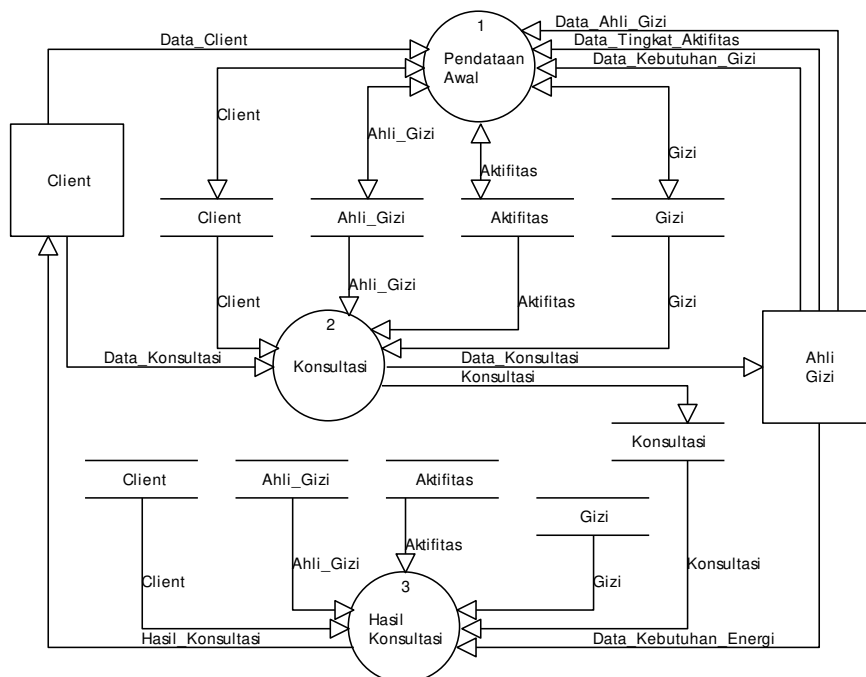 Data_Ahli_Gizi
1
Data_Client
Data_Tingkat_Aktifitas
Pendataan
Awal
Data_Kebutuhan_Gizi
Client
Ahli_Gizi
Gizi
Aktifitas
Client
Client
Ahli_Gizi
Aktifitas
Gizi
Ahli_Gizi
Client
Aktifitas
Gizi
2
Data_Konsultasi
Konsultasi
Data_Konsultasi
Ahli
Gizi
Konsultasi
Konsultasi
Client
Ahli_Gizi
Aktifitas
Gizi
Aktifitas
Ahli_Gizi
Konsultasi
Client
Gizi
3
Hasil
Konsultasi
Hasil_Konsultasi
Data_Kebutuhan_Energi